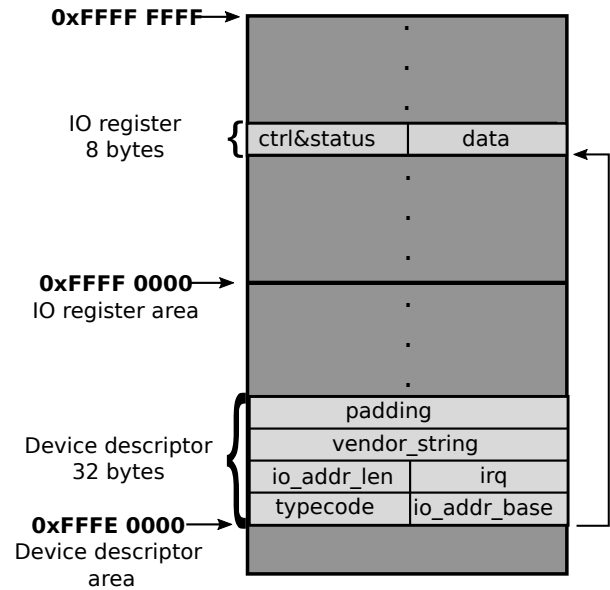 0xFFFF FFFF
IO register
8 bytes
ctrl&status data
0xFFFF 0000
IO register area
padding
vendor_string
Device descriptor
32 bytes
io_addr_len irq
typecode io_addr_base
0xFFFE 0000
Device descriptor
area